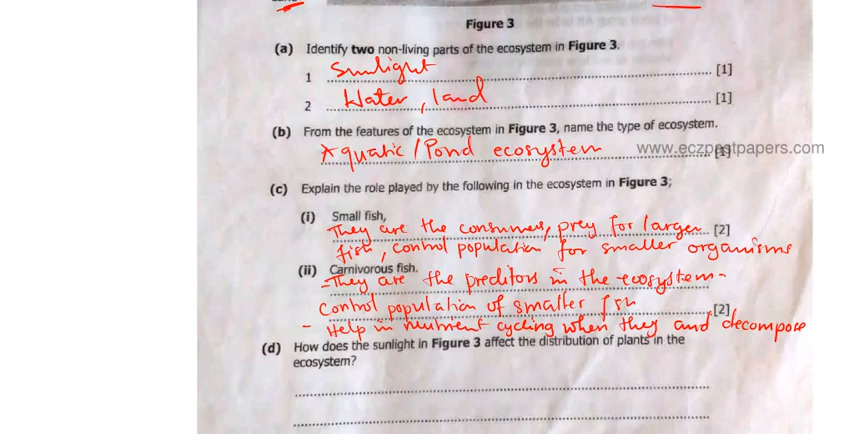 Figure 3
(a) Identify two non-living parts of the ecosystem in Figure 3.
1 Sunlight [1]
2 Water, land [1]
(b) From the features of the ecosystem in Figure 3, name the type of ecosystem.
Aquatic / Pond ecosystem [1]
www.eczpastpapers.com
(c) Explain the role played by the following in the ecosystem in Figure 3;
(i) Small fish,
They are the consumers, prey for larger [2]
fish, control population for smaller organisms
(ii) Carnivorous fish.
- They are the preditors in the ecosystem -
Control population of smaller fish [2]
- Help in nutrient cycling when they and decompose
(d) How does the sunlight in Figure 3 affect the distribution of plants in the
ecosystem?